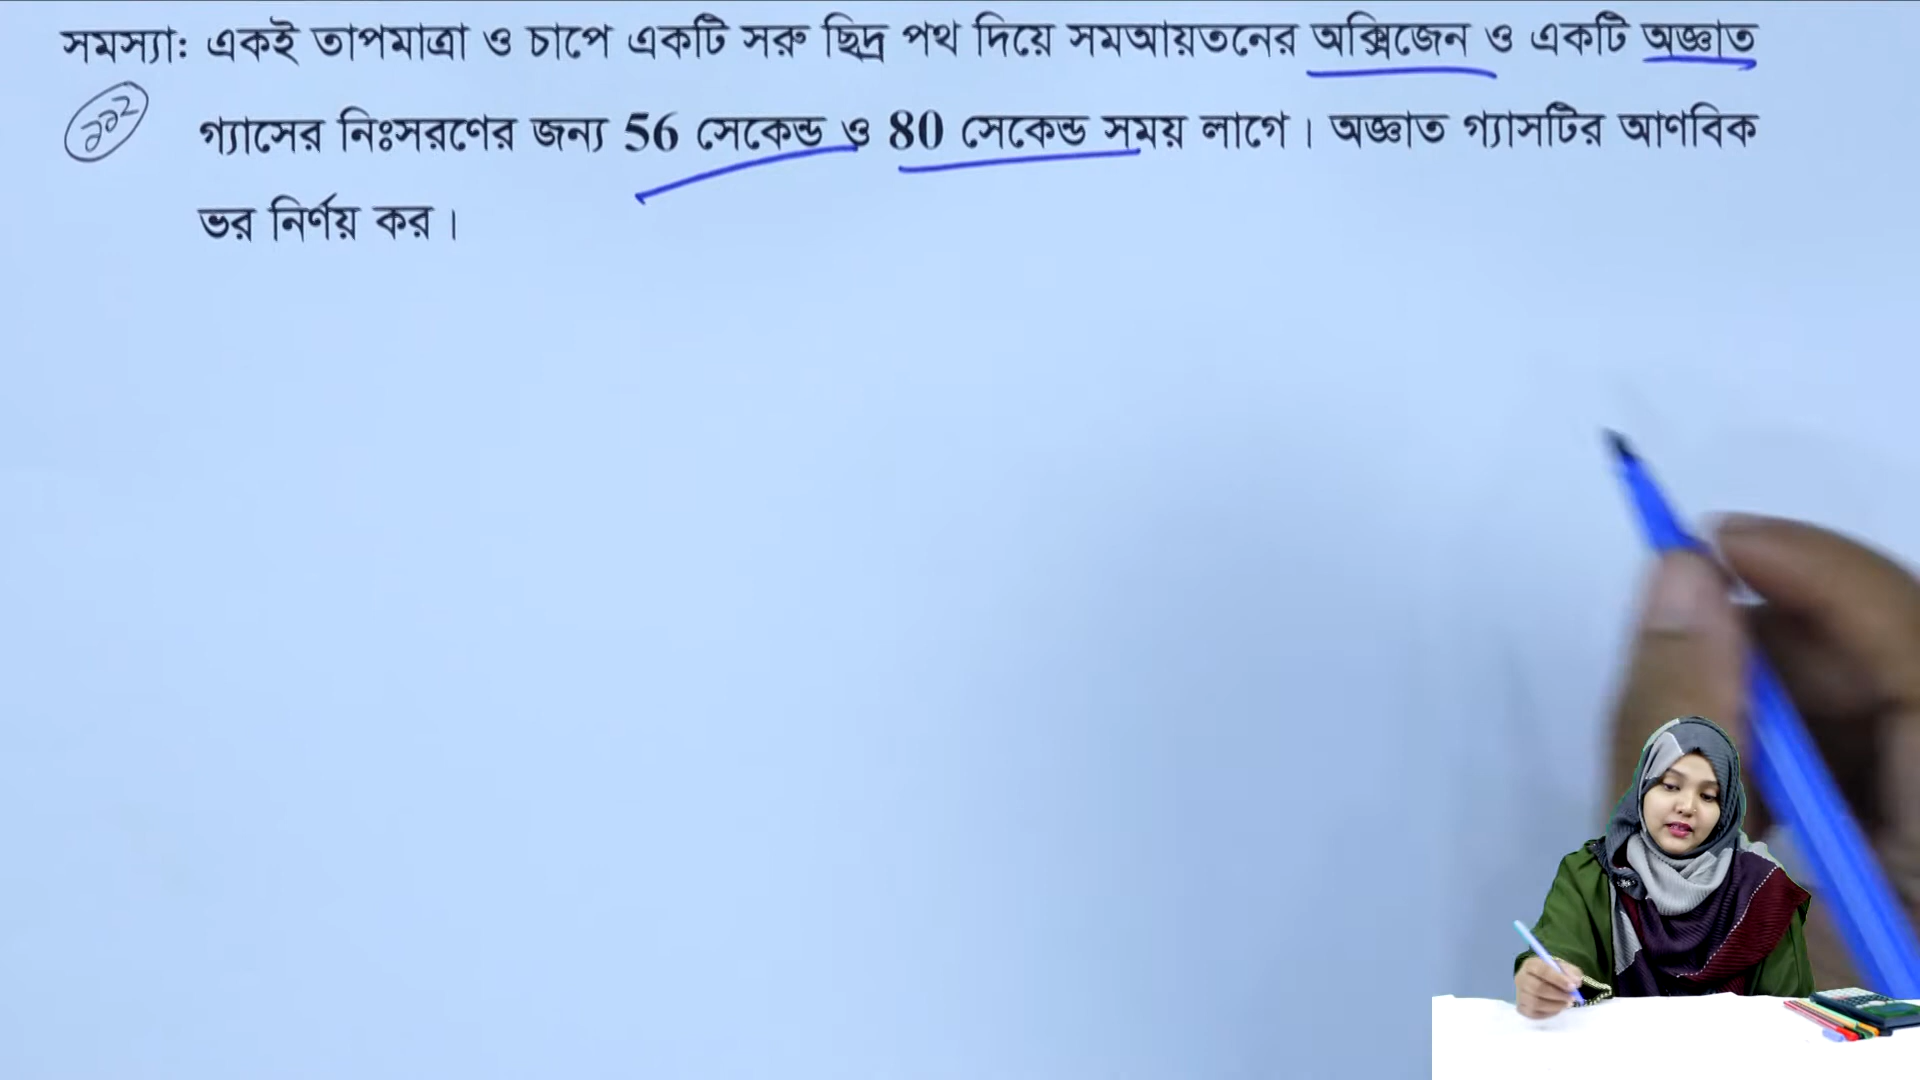 সমস্যা: একই তাপমাত্রা ও চাপে একটি সরু ছিদ্র পথ দিয়ে সমআয়তনের অক্সিজেন ও একটি অজ্ঞাত
গ্যাসের নিঃসরণের জন্য 56 সেকেন্ড ও 80 সেকেন্ড সময় লাগে। অজ্ঞাত গ্যাসটির আণবিক
ভর নির্ণয় কর।